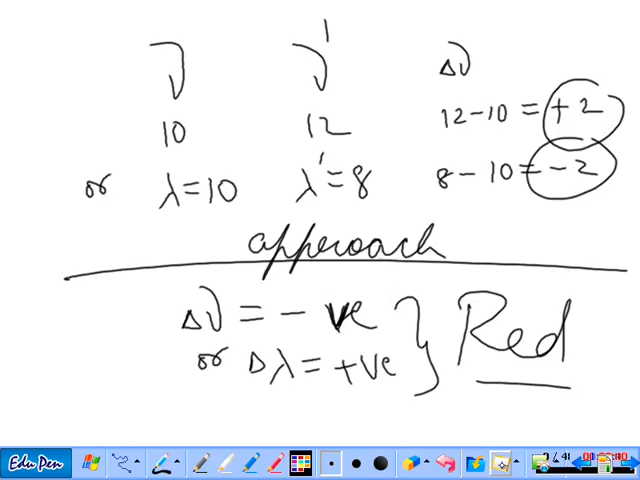 ν ν' Δν
10 12 12-10 = +2
or λ=10 λ'=8 8-10=-2
approach
Δν = - ve
or Δλ = +ve } Red
Edu Pen